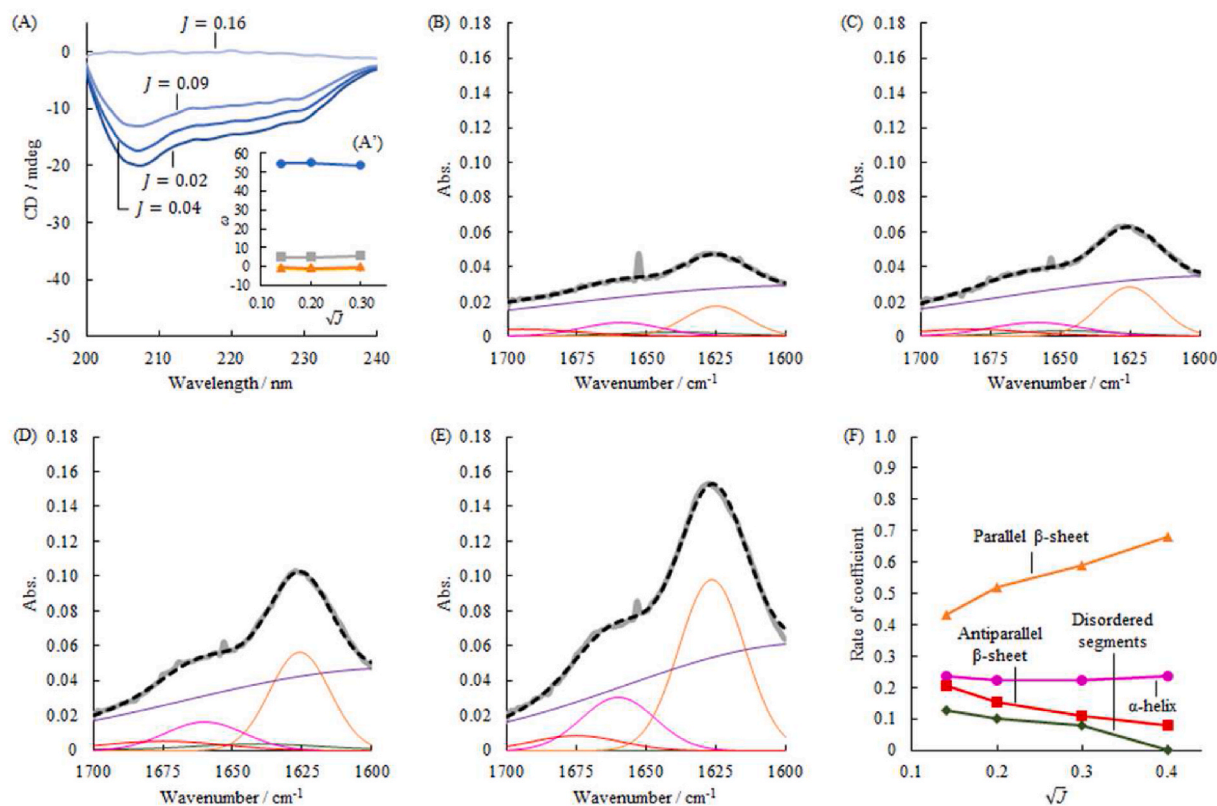 (A)
J = 0.16
0
J = 0.09
-10
(A')
-20
J = 0.02
J = 0.04
-30
-40
-50
CD / mdeg
60
50
40
30
20
10
0
-10
ε
0.10 0.20 0.30
√J
200 210 220 230 240
Wavelength / nm
(B)
0.18
0.16
0.14
0.12
0.10
0.08
0.06
0.04
0.02
0
Abs.
1700 1675 1650 1625 1600
Wavenumber / cm-1
(C)
0.18
0.16
0.14
0.12
0.10
0.08
0.06
0.04
0.02
0
Abs.
1700 1675 1650 1625 1600
Wavenumber / cm-1
(D)
0.18
0.16
0.14
0.12
0.10
0.08
0.06
0.04
0.02
0
Abs.
1700 1675 1650 1625 1600
Wavenumber / cm-1
(E)
0.18
0.16
0.14
0.12
0.10
0.08
0.06
0.04
0.02
0
Abs.
1700 1675 1650 1625 1600
Wavenumber / cm-1
(F)
1.0
0.9
0.8
0.7
0.6
0.5
0.4
0.3
0.2
0.1
0
Rate of coefficient
Parallel β-sheet
Antiparallel
β-sheet
Disordered
segments
α-helix
0.1 0.2 0.3 0.4
√J